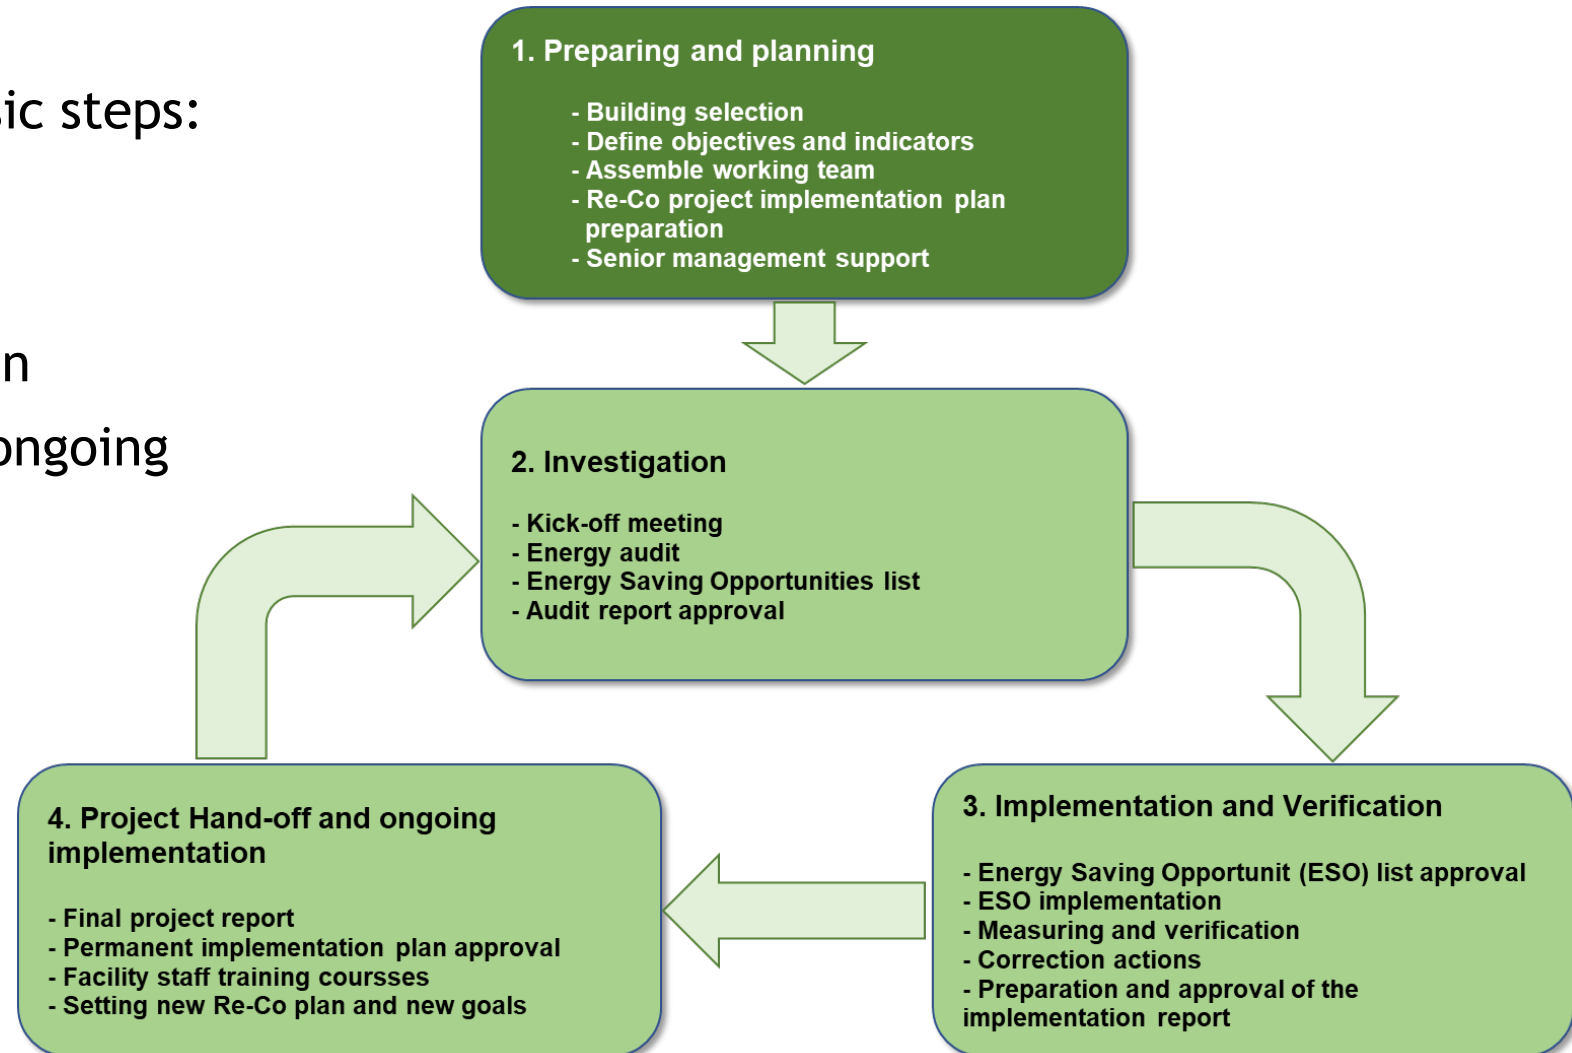 sic steps:
n
ongoing
1. Preparing and planning
- Building selection
- Define objectives and indicators
- Assemble working team
- Re-Co project implementation plan
preparation
- Senior management support
2. Investigation
- Kick-off meeting
- Energy audit
- Energy Saving Opportunities list
- Audit report approval
3. Implementation and Verification
- Energy Saving Opportunit (ESO) list approval
- ESO implementation
- Measuring and verification
- Correction actions
- Preparation and approval of the
implementation report
4. Project Hand-off and ongoing
implementation
- Final project report
- Permanent implementation plan approval
- Facility staff training coursses
- Setting new Re-Co plan and new goals